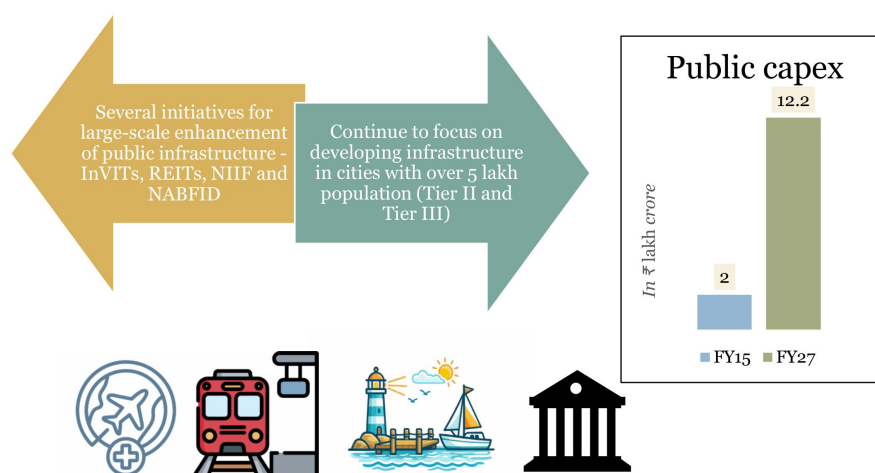 Several initiatives for
large-scale enhancement
of public infrastructure -
InVITs, REITs, NIIF and
NABFID
Continue to focus on
developing infrastructure
in cities with over 5 lakh
population (Tier II and
Tier III)
Public capex
12.2
2
In ₹ lakh crore
FY15 FY27